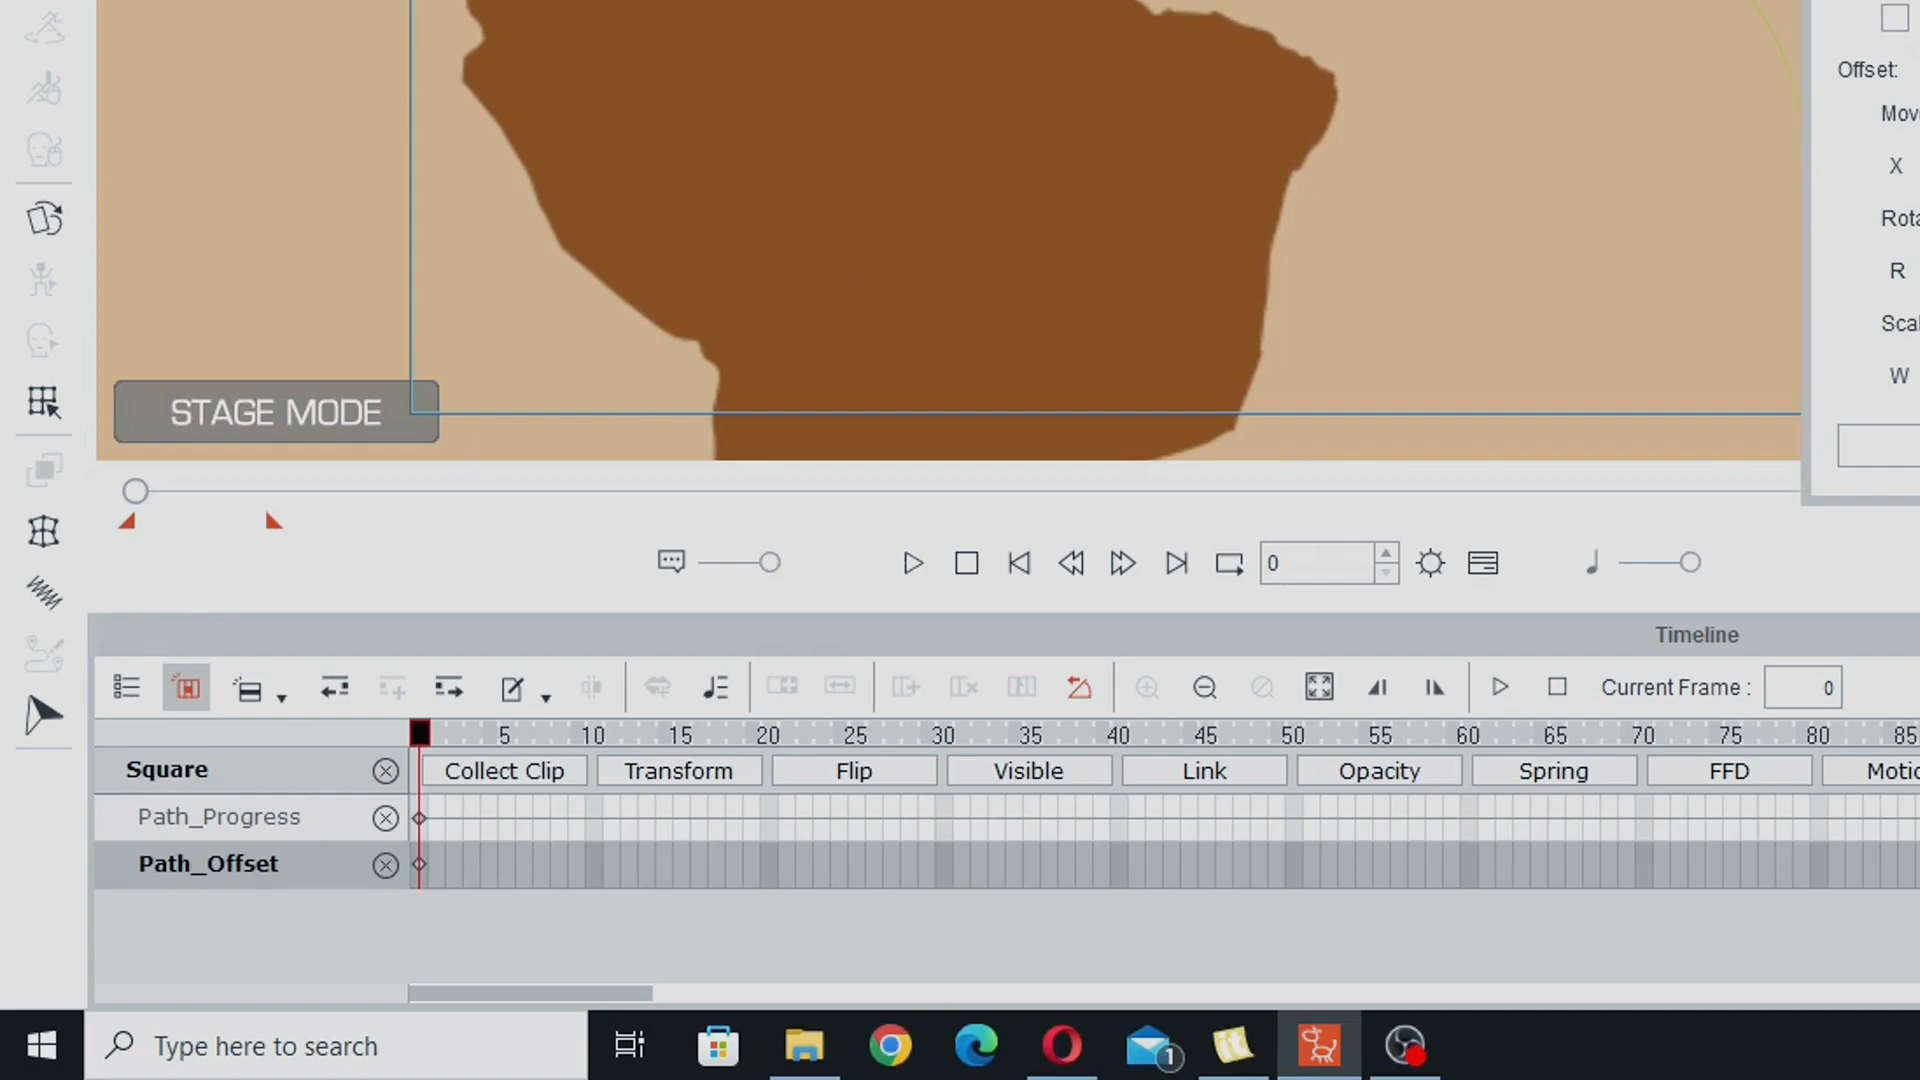 Offset:
Mov
X
Rota
R
Scal
W
STAGE MODE
0
Timeline
Current Frame : 0
5 10 15 20 25 30 35 40 45 50 55 60 65 70 75 80 85
Square Collect Clip Transform Flip Visible Link Opacity Spring FFD Motic
Path_Progress
Path_Offset
Type here to search
1